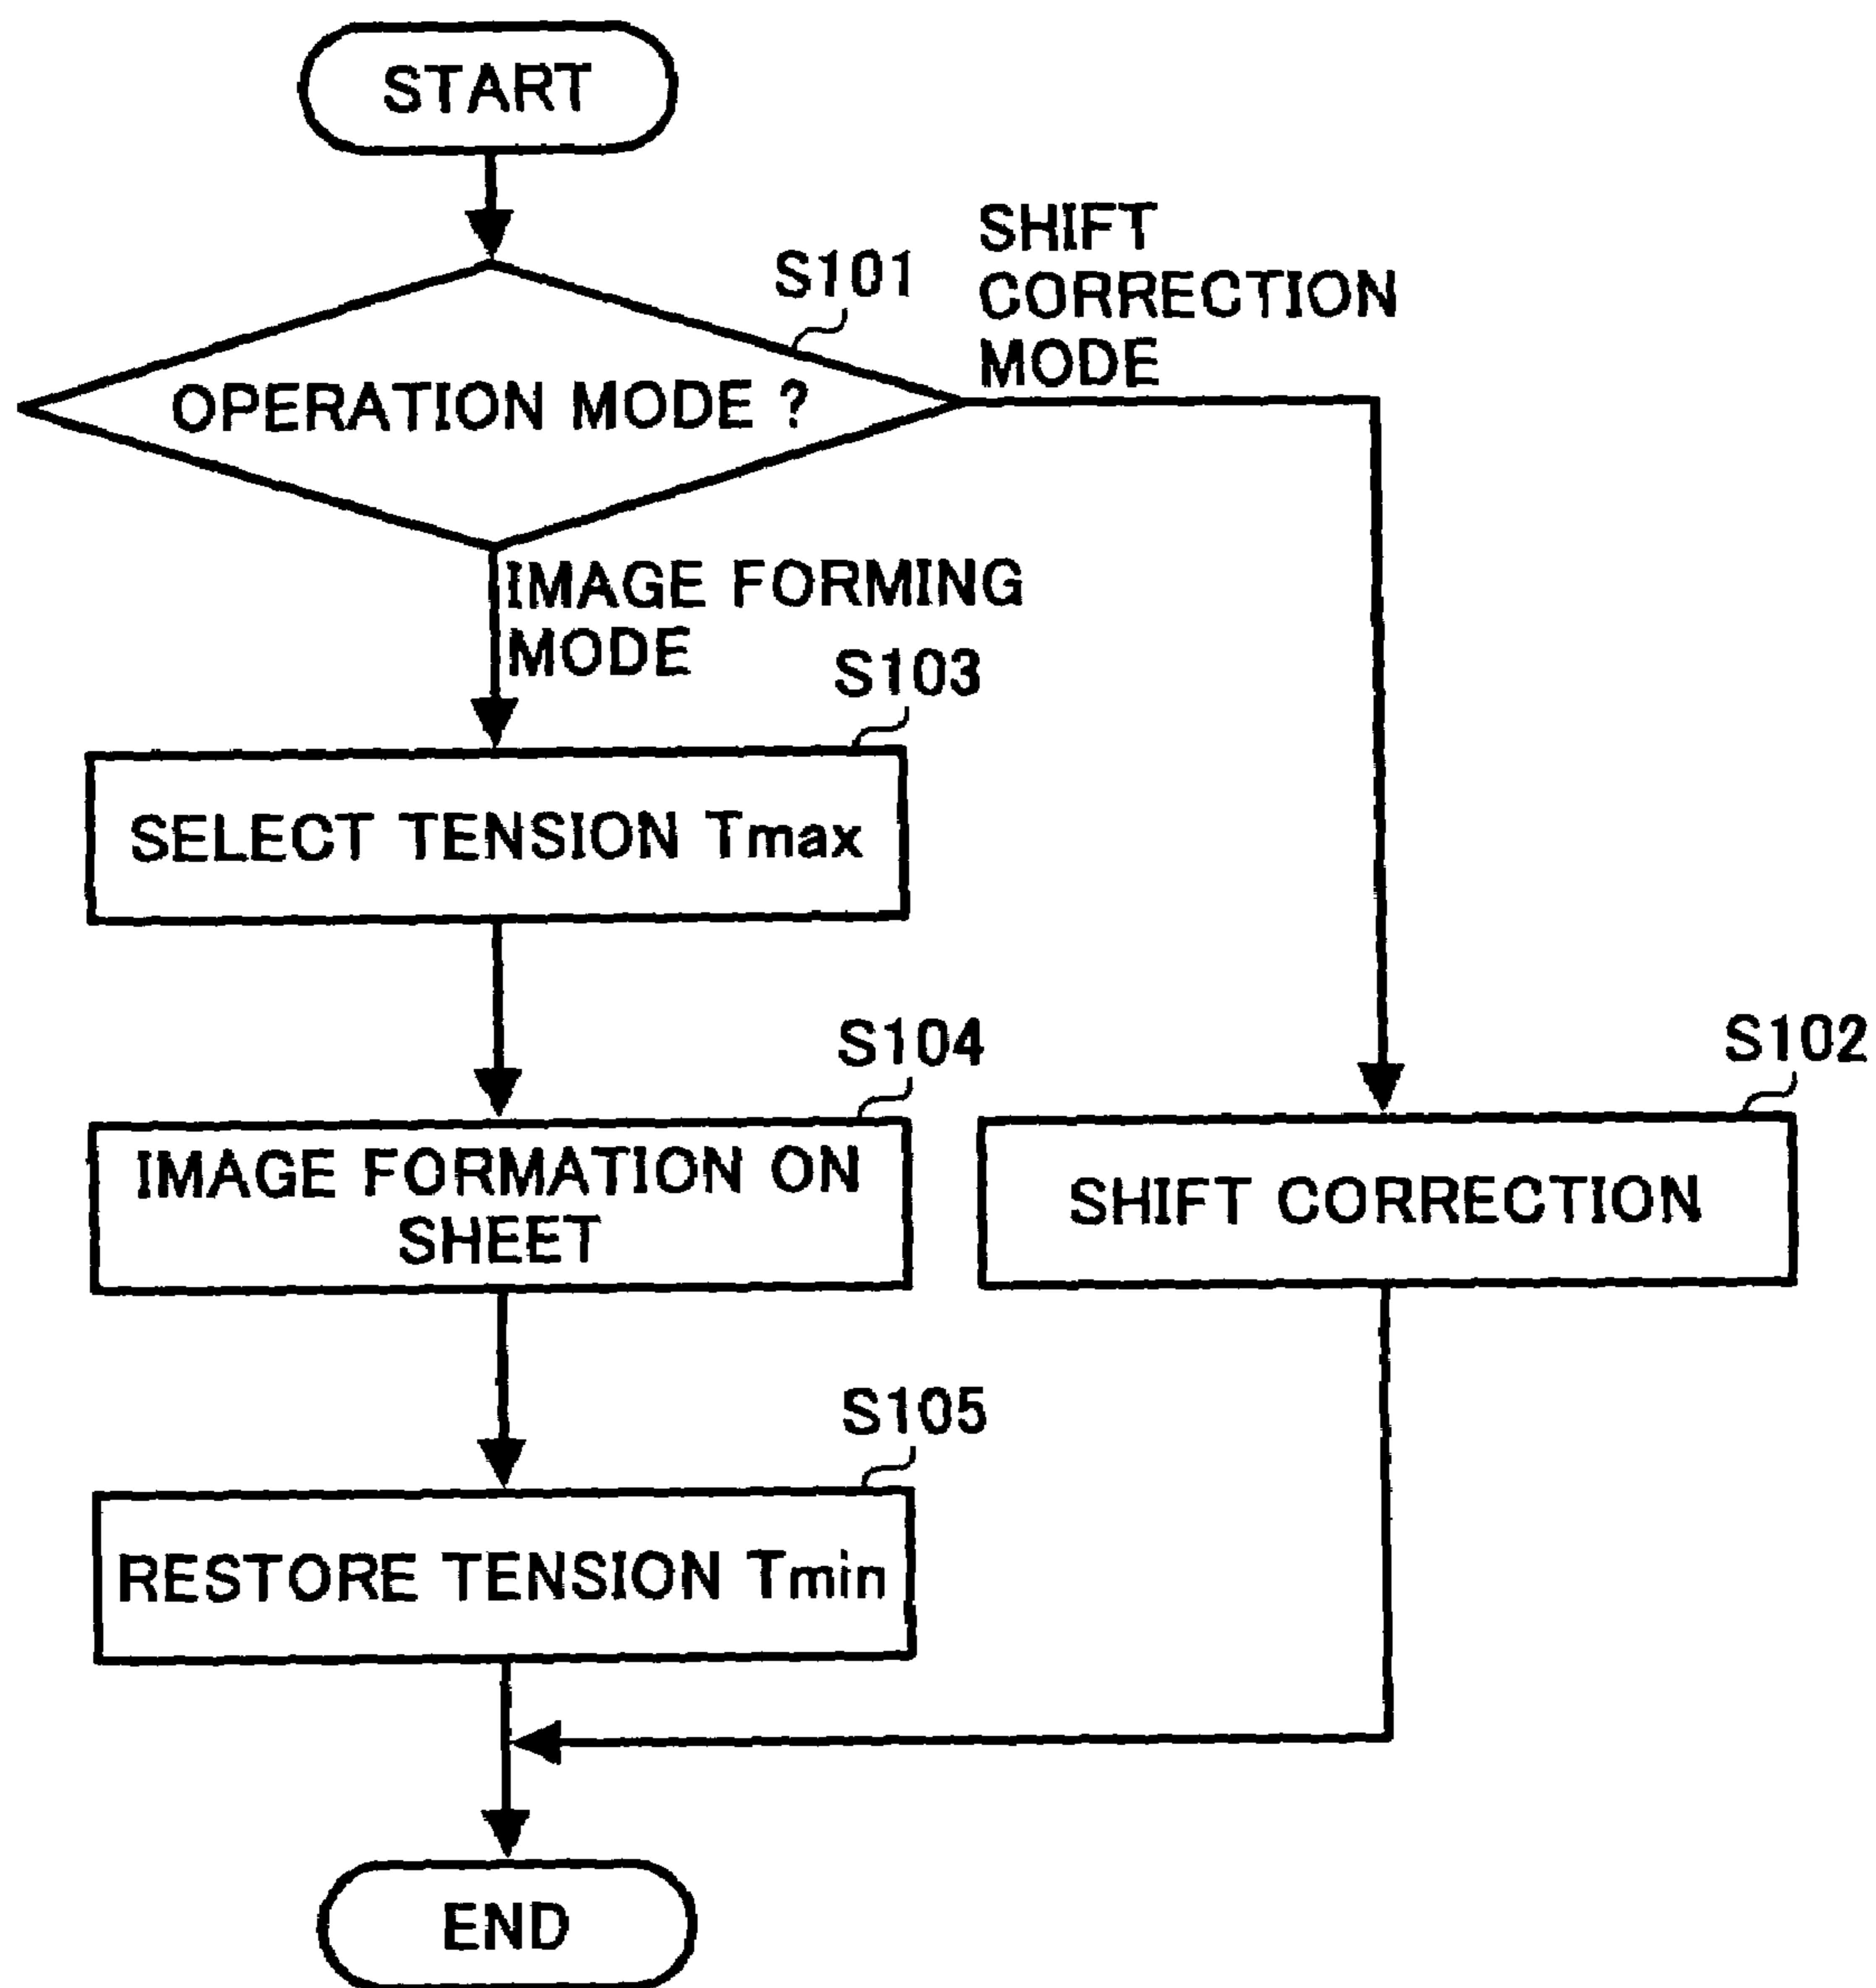 START
S101
SHIFT
CORRECTION
MODE
OPERATION MODE ?
IMAGE FORMING
MODE
S103
SELECT TENSION Tmax
S104
IMAGE FORMATION ON
SHEET
S102
SHIFT CORRECTION
S105
RESTORE TENSION Tmin
END